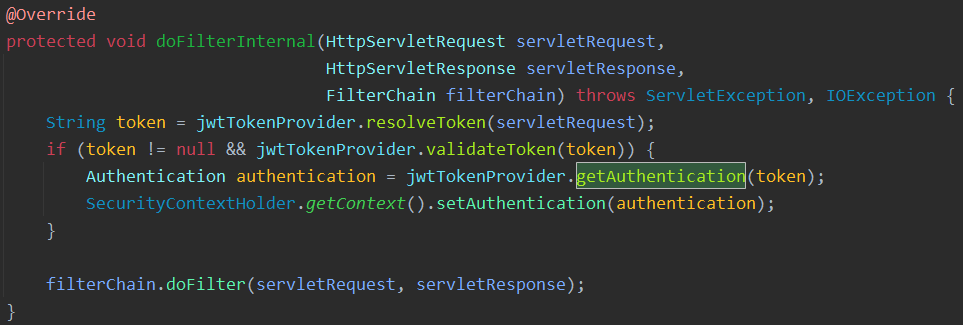 @Override
protected void doFilterInternal(HttpServletRequest servletRequest,
                                HttpServletResponse servletResponse,
                                FilterChain filterChain) throws ServletException, IOException {
    String token = jwtTokenProvider.resolveToken(servletRequest);
    if (token != null && jwtTokenProvider.validateToken(token)) {
        Authentication authentication = jwtTokenProvider.getAuthentication(token);
        SecurityContextHolder.getContext().setAuthentication(authentication);
    }

    filterChain.doFilter(servletRequest, servletResponse);
}